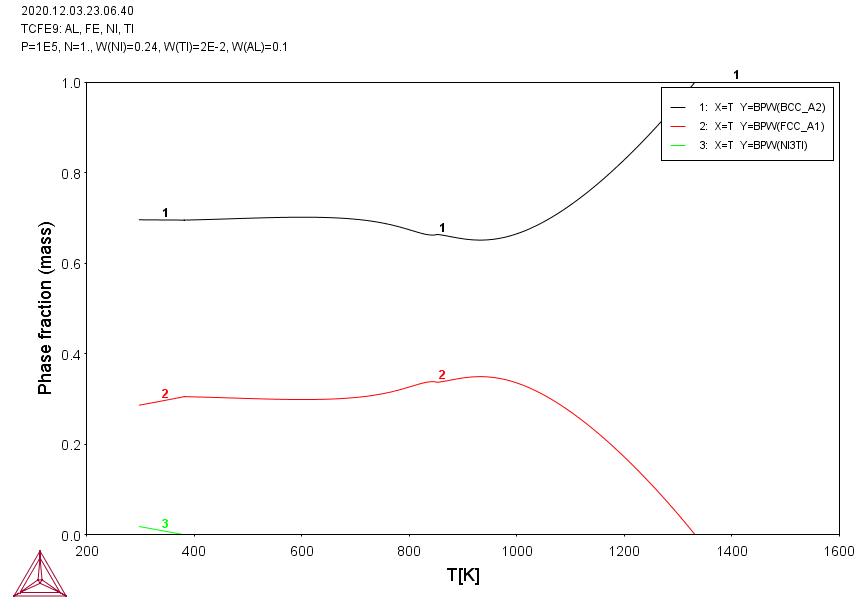 2020.12.03.23.06.40
TCFE9: AL, FE, NI, TI
P=1E5, N=1., W(NI)=0.24, W(TI)=2E-2, W(AL)=0.1
1
1.0
1: X=T Y=BPW(BCC_A2)
2: X=T Y=BPW(FCC_A1)
3: X=T Y=BPW(NI3TI)
0.8
1
1
0.6
Phase fraction (mass)
0.4
2
2
0.2
3
0.0
200 400 600 800 1000 1200 1400 1600
T[K]